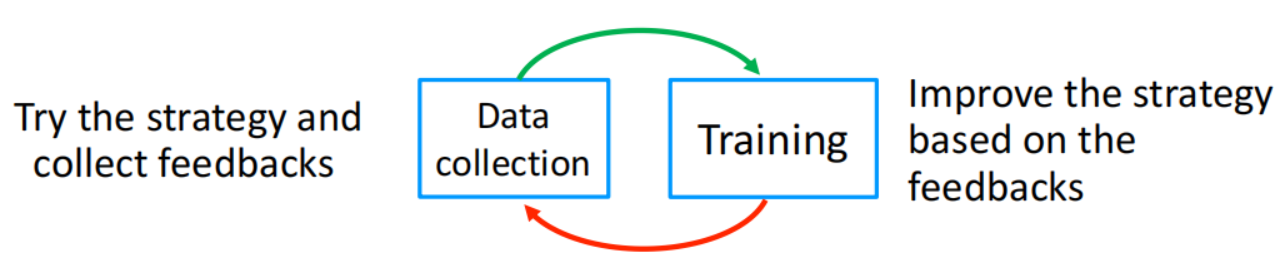 Try the strategy and
collect feedbacks
Data
collection
Training
Improve the strategy
based on the
feedbacks